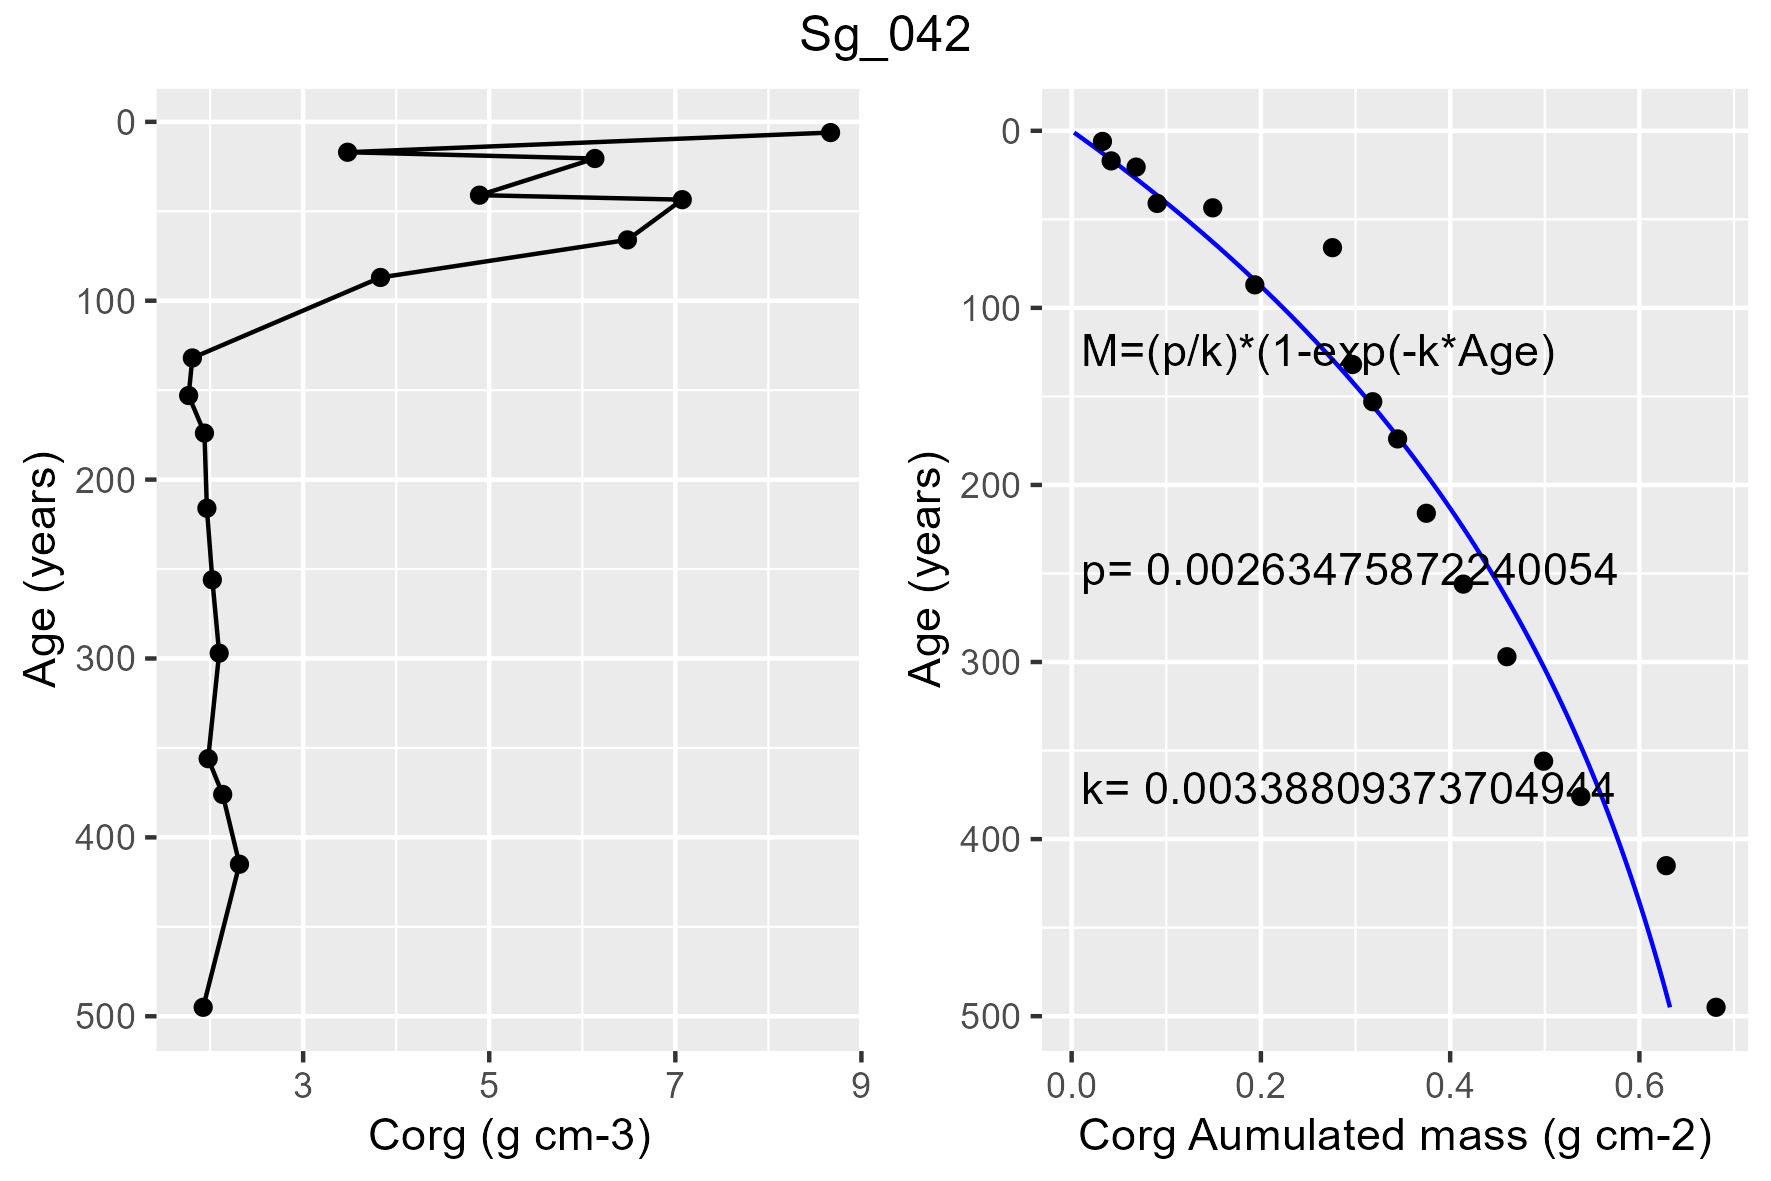 Sg_042
0
100
200
300
400
500
Age (years)
3
5
7
9
Corg (g cm-3)
0
100
200
300
400
500
Age (years)
M=(p/k)*(1-exp(-k*Age)
p= 0.00263475872240054
k= 0.00338809373704944
0.0
0.2
0.4
0.6
Corg Aumulated mass (g cm-2)